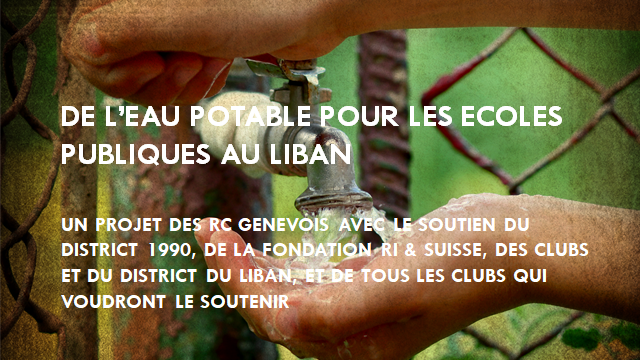 DE L’EAU POTABLE POUR LES ECOLES
PUBLIQUES AU LIBAN
UN PROJET DES RC GENEVOIS AVEC LE SOUTIEN DU
DISTRICT 1990, DE LA FONDATION RI & SUISSE, DES CLUBS
ET DU DISTRICT DU LIBAN, ET DE TOUS LES CLUBS QUI
VOUDRONT LE SOUTENIR